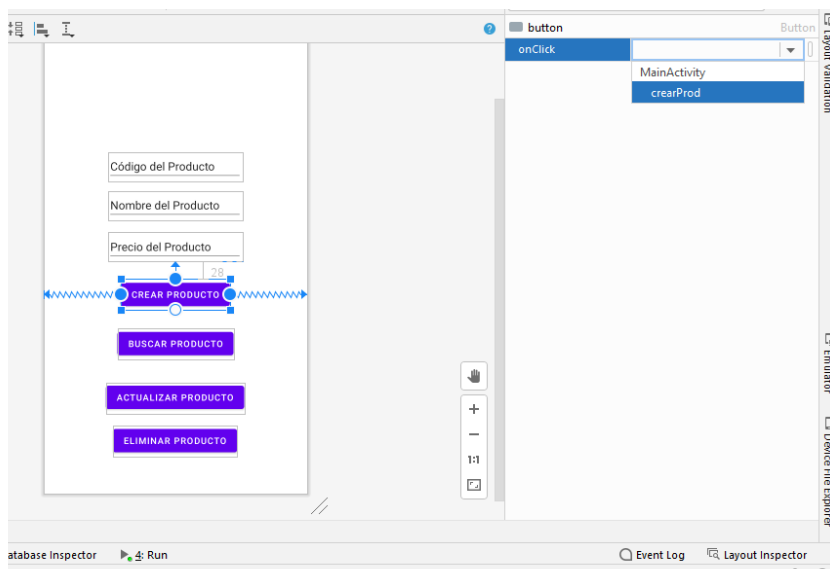 button
Button
onClick
MainActivity
crearProd
Código del Producto
Nombre del Producto
Precio del Producto
28
CREAR PRODUCTO
BUSCAR PRODUCTO
ACTUALIZAR PRODUCTO
ELIMINAR PRODUCTO
1:1
Layout Validation
Emulator
Device File Explorer
atabase Inspector
4: Run
Event Log
Layout Inspector